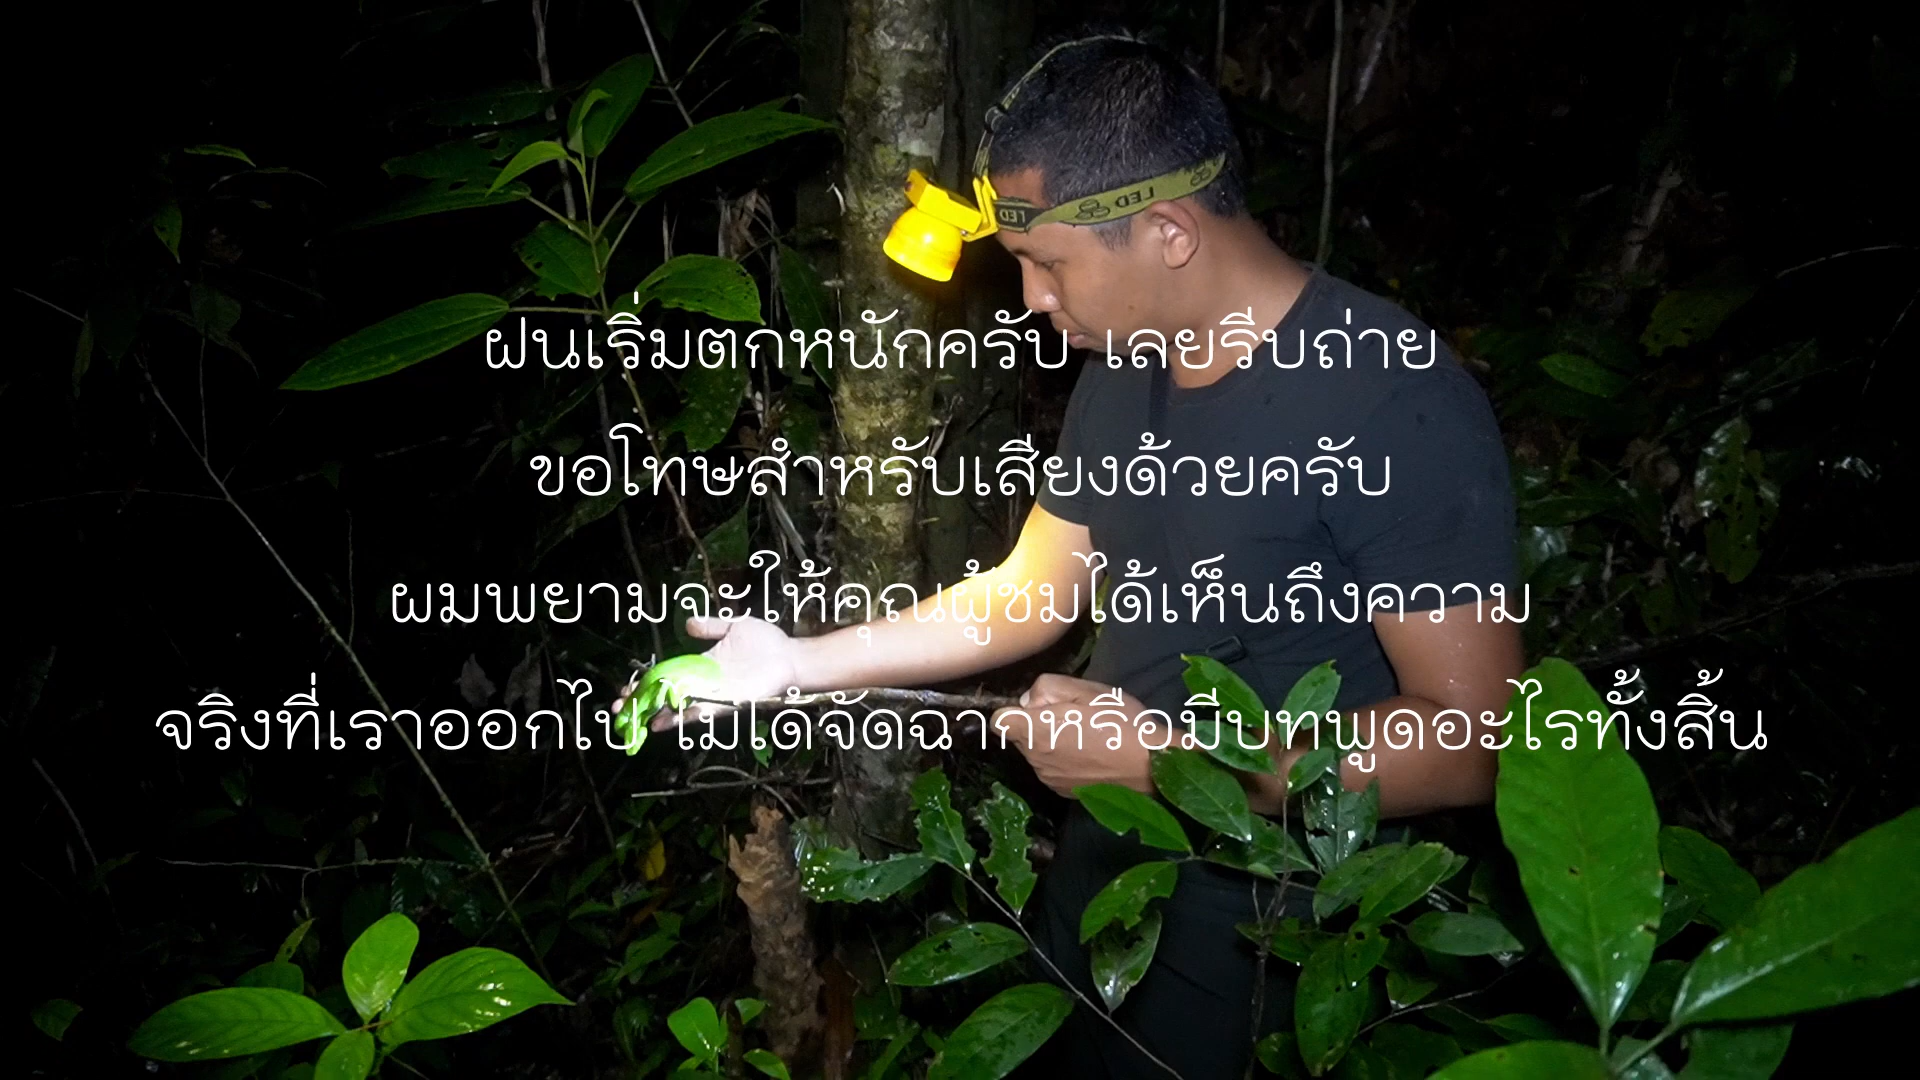 LED
LED
ฝนเริ่มตกหนักครับ เลยรีบถ่าย
ขอโทษสำหรับเสียงด้วยครับ
ผมพยามจะให้คุณผู้ชมได้เห็นถึงความ
จริงที่เราออกไป ไม่ได้จัดฉากหรือมีบทพูดอะไรทั้งสิ้น